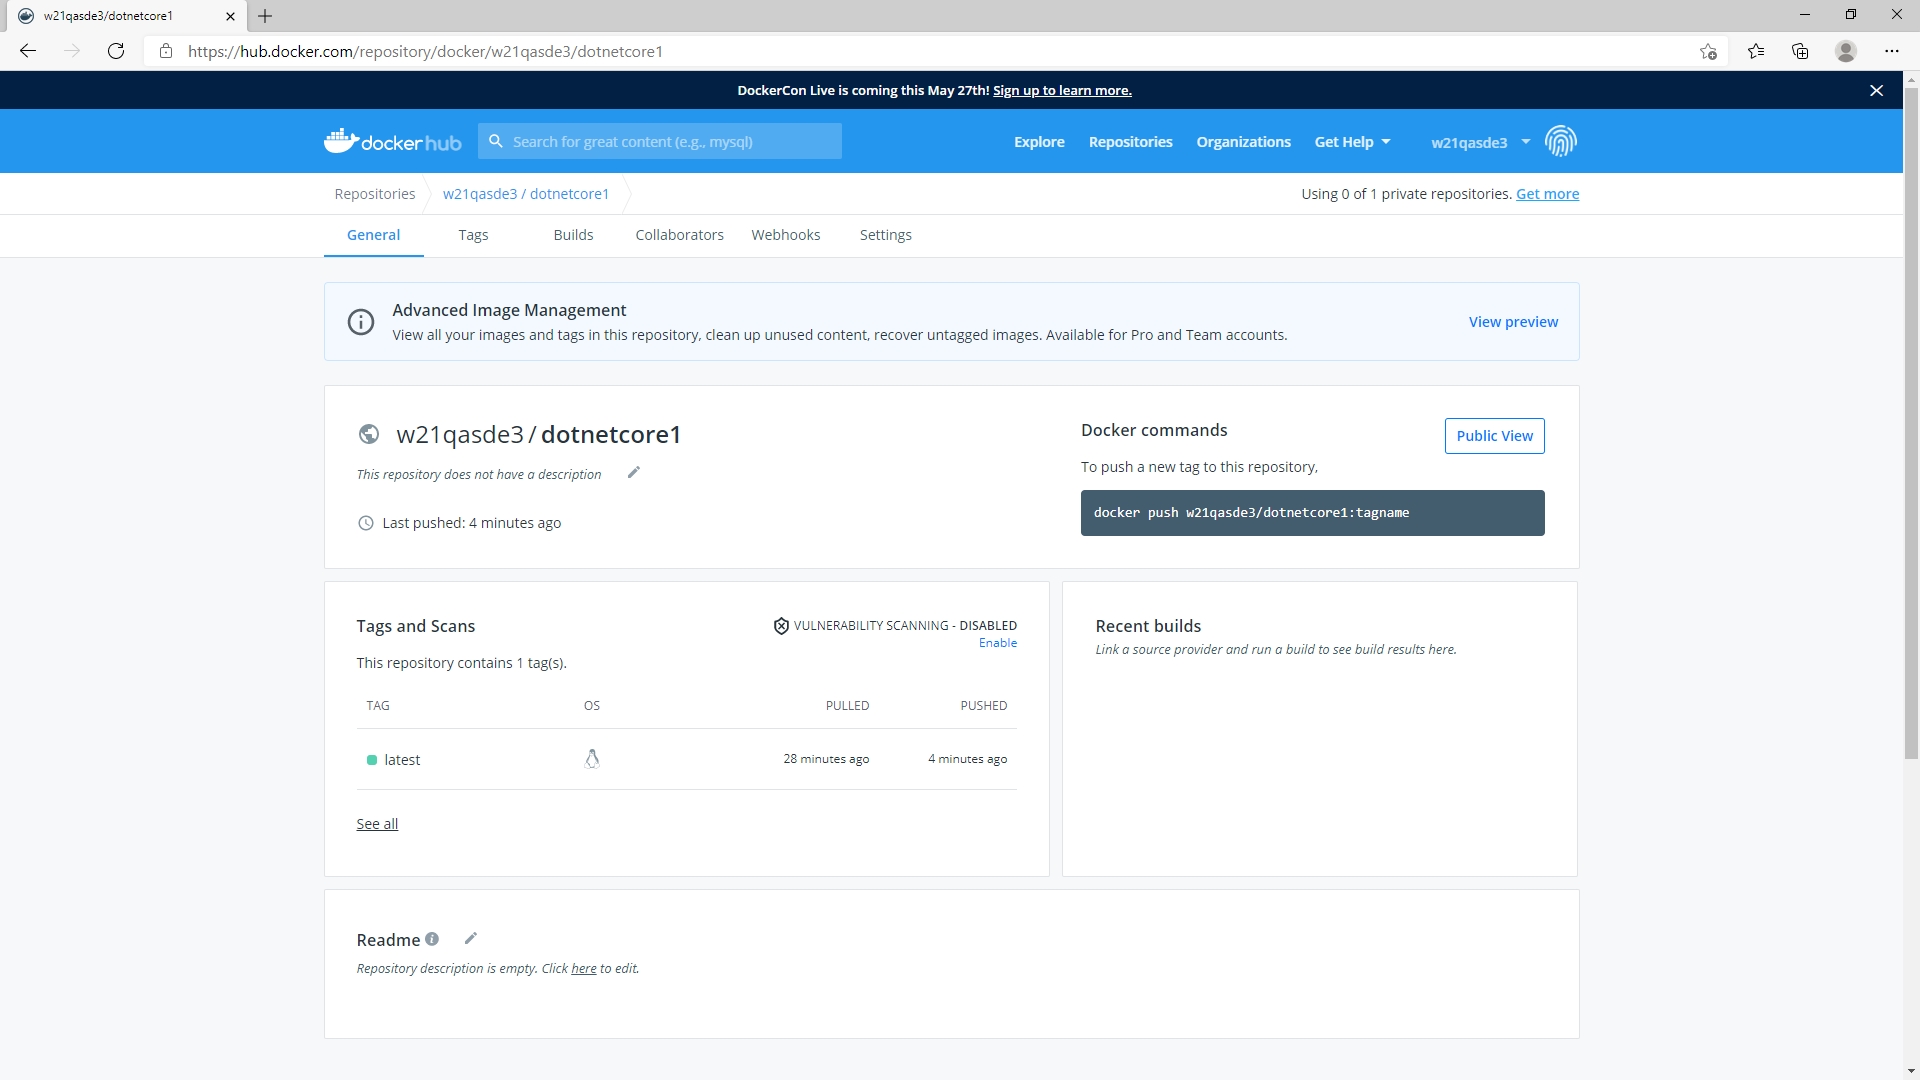 w21qasde3/dotnetcore1
https://hub.docker.com/repository/docker/w21qasde3/dotnetcore1
DockerCon Live is coming this May 27th! Sign up to learn more.
docker hub
Search for great content (e.g., mysql)
Explore
Repositories
Organizations
Get Help
w21qasde3
Repositories
w21qasde3 / dotnetcore1
Using 0 of 1 private repositories. Get more
General
Tags
Builds
Collaborators
Webhooks
Settings
Advanced Image Management
View all your images and tags in this repository, clean up unused content, recover untagged images. Available for Pro and Team accounts.
View preview
w21qasde3 / dotnetcore1
This repository does not have a description
Last pushed: 4 minutes ago
Docker commands
Public View
To push a new tag to this repository,
docker push w21qasde3/dotnetcore1:tagname
Tags and Scans
VULNERABILITY SCANNING - DISABLED
Enable
This repository contains 1 tag(s).
TAG
OS
PULLED
PUSHED
latest
28 minutes ago
4 minutes ago
See all
Recent builds
Link a source provider and run a build to see build results here.
Readme
Repository description is empty. Click here to edit.